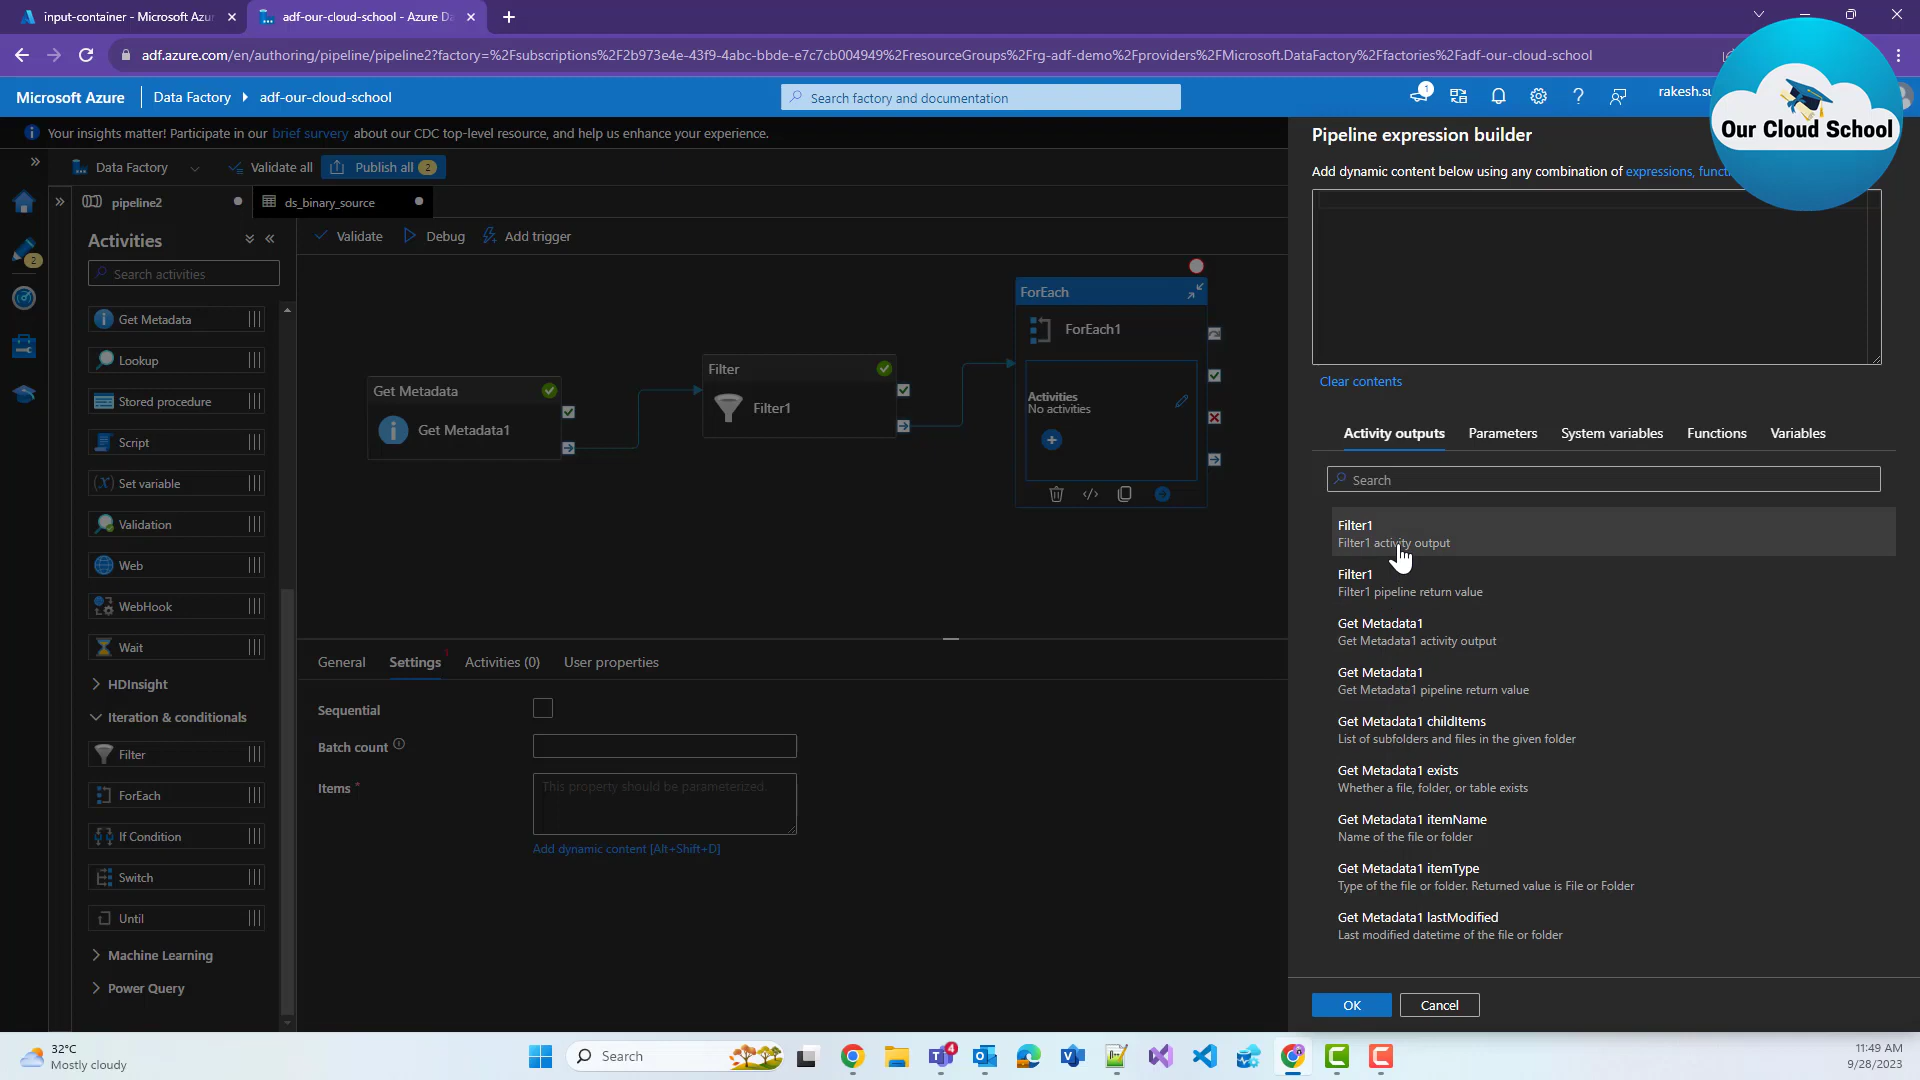 input-container - Microsoft Azu
adf-our-cloud-school - Azure Da
adf.azure.com/en/authoring/pipeline/pipeline2?factory=%2Fsubscriptions%2F2b973e4e-43f9-4abc-bbde-e7c7cb004949%2FresourceGroups%2Frg-adf-demo%2Fproviders%2FMicrosoft.DataFactory%2Ffactories%2Fadf-our-cloud-school
Microsoft Azure
Data Factory
adf-our-cloud-school
Search factory and documentation
1
rakesh.su
Our Cloud School
Your insights matter! Participate in our brief survey about our CDC top-level resource, and help us enhance your experience.
Data Factory
Validate all
Publish all
2
pipeline2
ds_binary_source
Validate
Debug
Add trigger
2
Activities
Search activities
Get Metadata
Lookup
Stored procedure
Script
Set variable
Validation
Web
WebHook
Wait
HDInsight
Iteration & conditionals
Filter
ForEach
If Condition
Switch
Until
Machine Learning
Power Query
Get Metadata
Get Metadata1
Filter
Filter1
ForEach
ForEach1
Activities
No activities
General
Settings
1
Activities (0)
User properties
Sequential
Batch count
Items *
This property should be parameterized.
Add dynamic content [Alt+Shift+D]
Pipeline expression builder
Add dynamic content below using any combination of expressions, functi
Clear contents
Activity outputs
Parameters
System variables
Functions
Variables
Search
Filter1
Filter1 activity output
Filter1
Filter1 pipeline return value
Get Metadata1
Get Metadata1 activity output
Get Metadata1
Get Metadata1 pipeline return value
Get Metadata1 childItems
List of subfolders and files in the given folder
Get Metadata1 exists
Whether a file, folder, or table exists
Get Metadata1 itemName
Name of the file or folder
Get Metadata1 itemType
Type of the file or folder. Returned value is File or Folder
Get Metadata1 lastModified
Last modified datetime of the file or folder
OK
Cancel
32°C
Mostly cloudy
Search
4
11:49 AM
9/28/2023